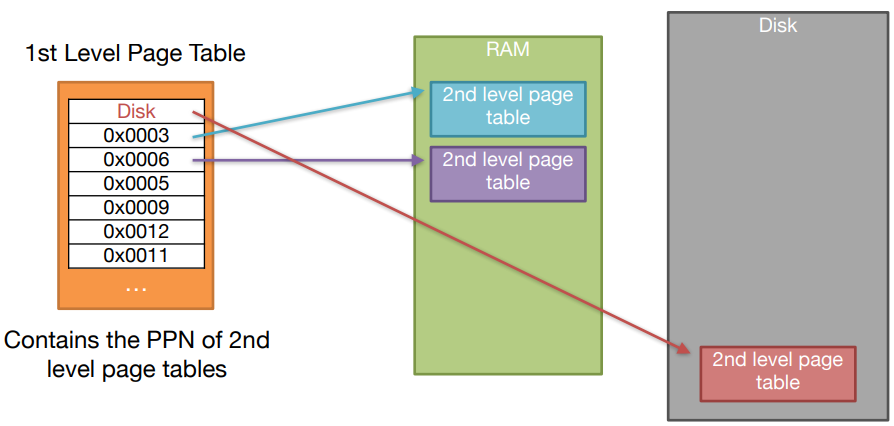 1st Level Page Table
Disk
0x0003
0x0006
0x0005
0x0009
0x0012
0x0011
...
Contains the PPN of 2nd
level page tables
RAM
2nd level page
table
2nd level page
table
Disk
2nd level page
table